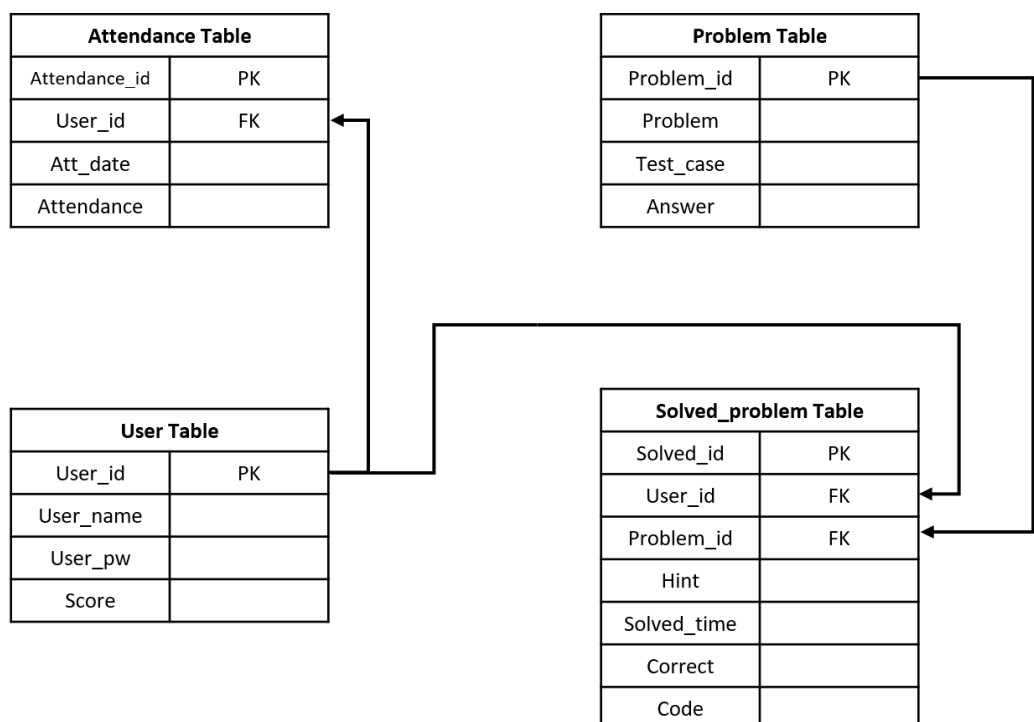 Attendance Table
Attendance_id PK
User_id FK
Att_date
Attendance
Problem Table
Problem_id PK
Problem
Test_case
Answer
User Table
User_id PK
User_name
User_pw
Score
Solved_problem Table
Solved_id PK
User_id FK
Problem_id FK
Hint
Solved_time
Correct
Code